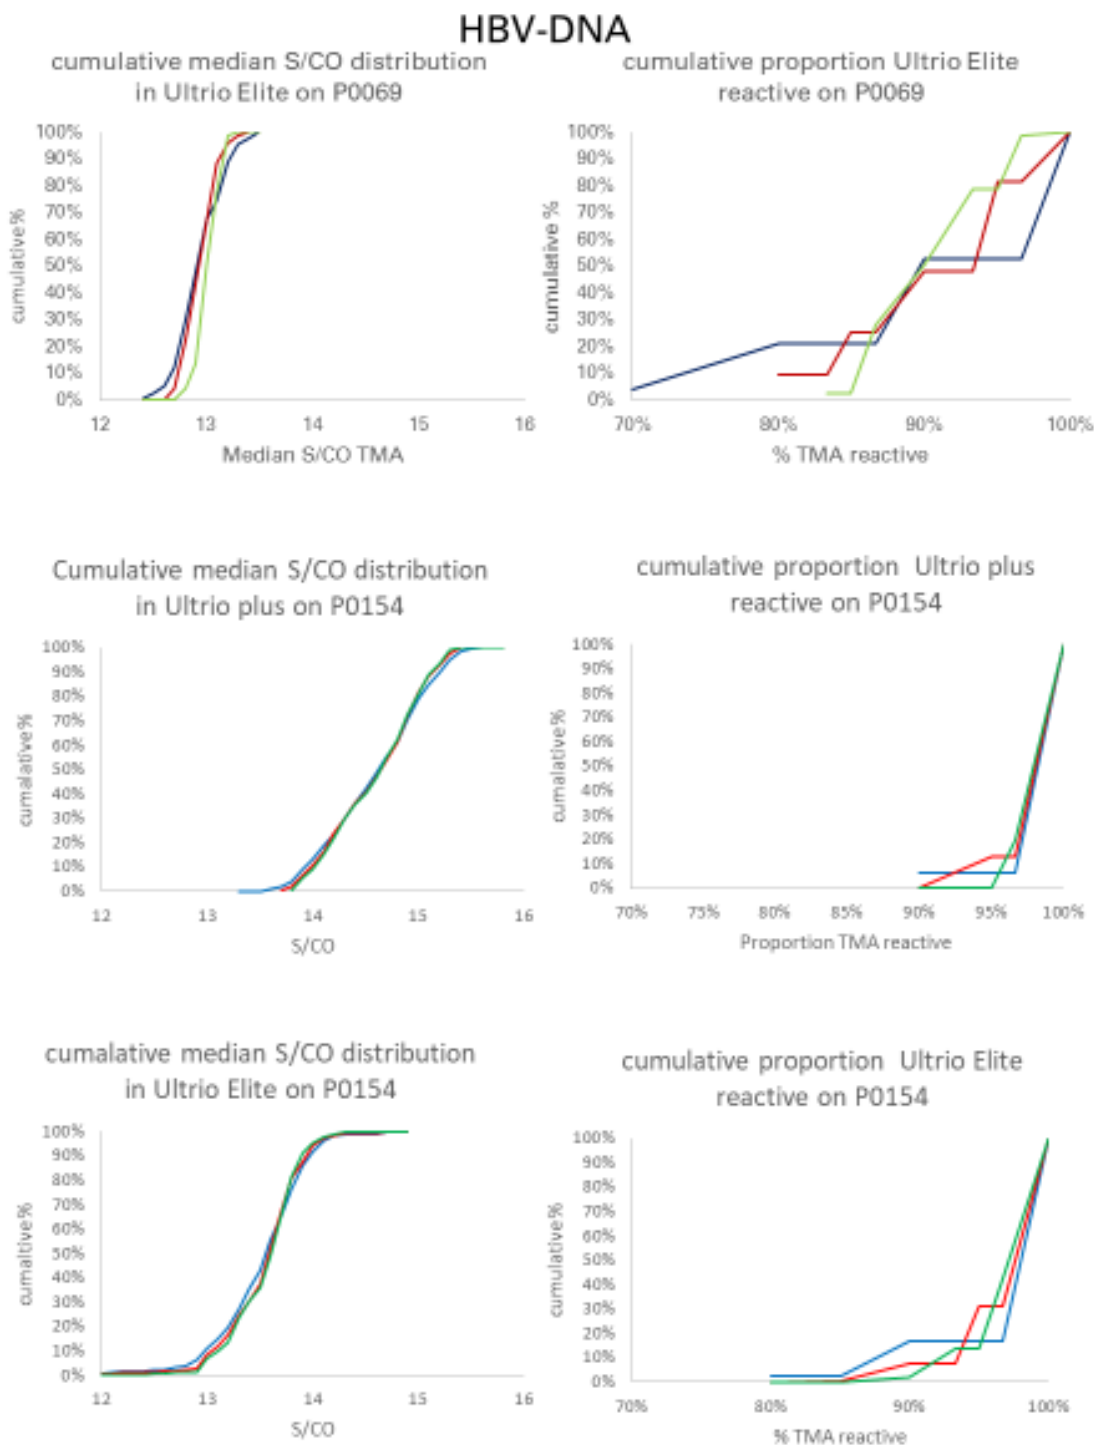 HBV-DNA
cumulative median S/CO distribution
in Ultrio Elite on P0069
100%
90%
80%
70%
60%
50%
40%
30%
20%
10%
0%
cumulative%
12 13 14 15 16
Median S/CO TMA
cumulative proportion Ultrio Elite
reactive on P0069
100%
90%
80%
70%
60%
50%
40%
30%
20%
10%
0%
cumulative %
70% 80% 90% 100%
% TMA reactive
Cumulative median S/CO distribution
in Ultrio plus on P0154
100%
90%
80%
70%
60%
50%
40%
30%
20%
10%
0%
cumalative%
12 13 14 15 16
S/CO
cumulative proportion Ultrio plus
reactive on P0154
100%
90%
80%
70%
60%
50%
40%
30%
20%
10%
0%
cumalative%
70% 75% 80% 85% 90% 95% 100%
Proportion TMA reactive
cumalative median S/CO distribution
in Ultrio Elite on P0154
100%
90%
80%
70%
60%
50%
40%
30%
20%
10%
0%
cumaltive%
12 13 14 15 16
S/CO
cumulative proportion Ultrio Elite
reactive on P0154
100%
90%
80%
70%
60%
50%
40%
30%
20%
10%
0%
cumulative%
70% 80% 90% 100%
% TMA reactive